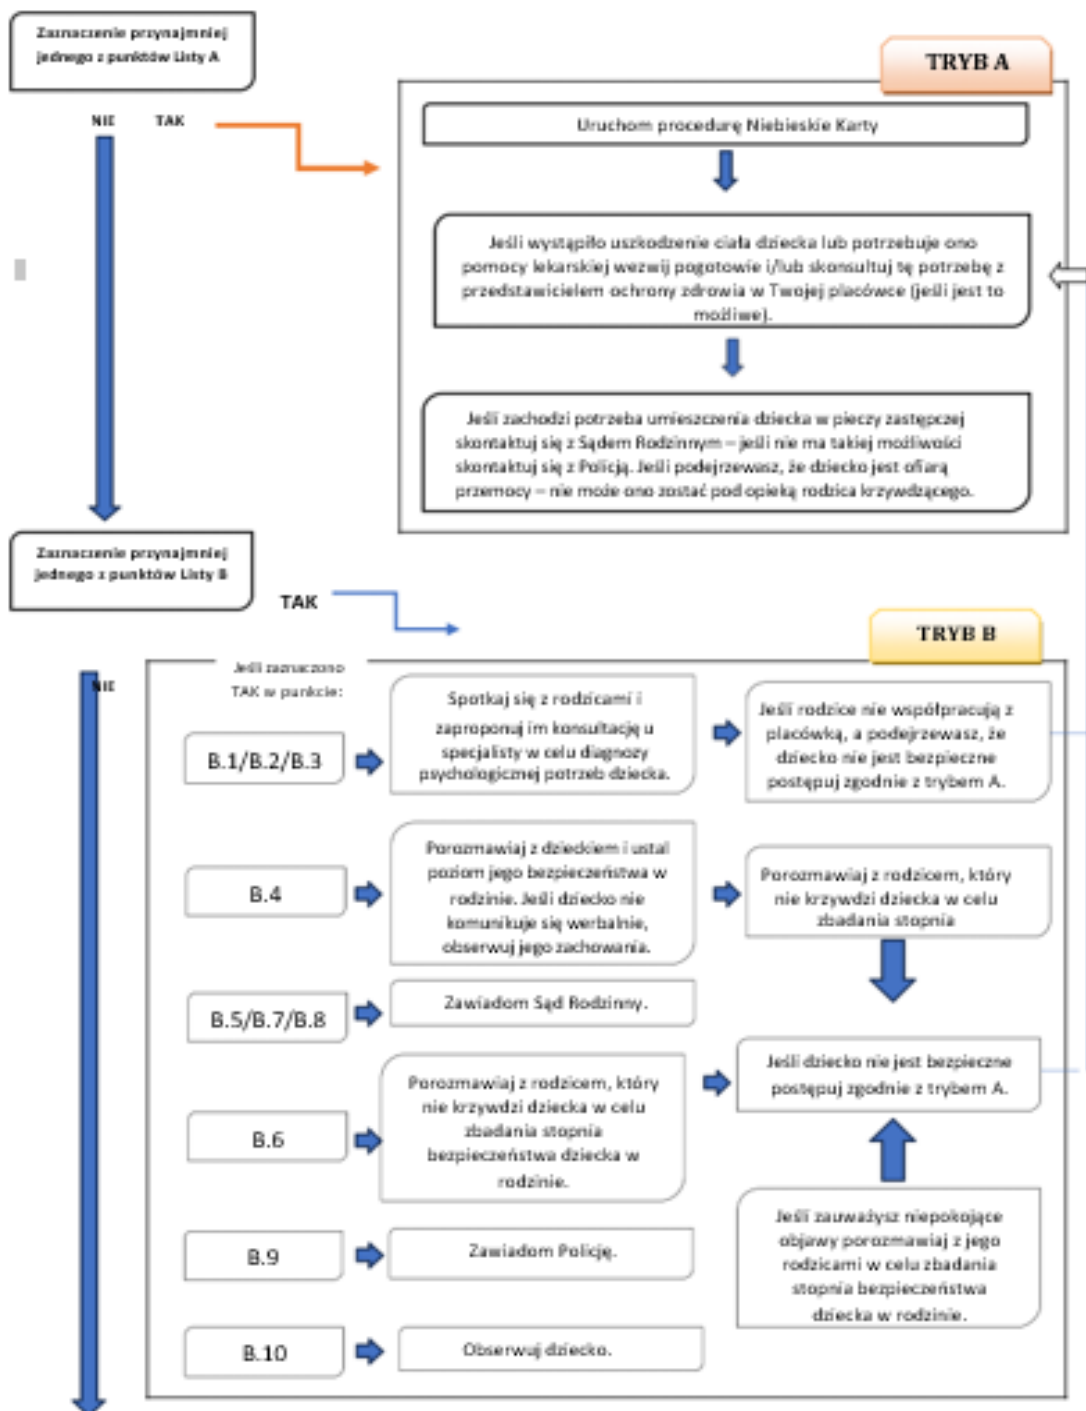 Zaznaczenie przynajmniej
jednego z punktów Listy A
TRYB A
NIE TAK
Uruchom procedurę Niebieskie Karty
Jeśli wystąpiło uszkodzenie ciała dziecka lub potrzebuje ono
pomocy lekarskiej wezwij pogotowie i/lub skonsultuj tę potrzebę z
przedstawicielem ochrony zdrowia w Twojej placówce (jeśli jest to
możliwe).
Jeśli zachodzi potrzeba umieszczenia dziecka w pieczy zastępczej
skontaktuj się z Sądem Rodzinnym – jeśli nie ma takiej możliwości
skontaktuj się z Policją. Jeśli podejrzewasz, że dziecko jest ofiarą
przemocy – nie może ono zostać pod opieką rodzica krzywdzącego.
Zaznaczenie przynajmniej
jednego z punktów Listy B
TAK
TRYB B
NIE
Jeśli zaznaczono
TAK w punkcie:
B.1/B.2/B.3
Spotkaj się z rodzicami i
zaproponuj im konsultację u
specjalisty w celu diagnozy
psychologicznej potrzeb dziecka.
Jeśli rodzice nie współpracują z
placówką, a podejrzewasz, że
dziecko nie jest bezpieczne
postępuj zgodnie z trybem A.
B.4
Porozmawiaj z dzieckiem i ustal
poziom jego bezpieczeństwa w
rodzinie. Jeśli dziecko nie
komunikuje się werbalnie,
obserwuj jego zachowania.
Porozmawiaj z rodzicem, który
nie krzywdzi dziecka w celu
zbadania stopnia
B.5/B.7/B.8
Zawiadom Sąd Rodzinny.
B.6
Porozmawiaj z rodzicem, który
nie krzywdzi dziecka w celu
zbadania stopnia
bezpieczeństwa dziecka w
rodzinie.
Jeśli dziecko nie jest bezpieczne
postępuj zgodnie z trybem A.
B.9
Zawiadom Policję.
Jeśli zauważysz niepokojące
objawy porozmawiaj z jego
rodzicami w celu zbadania
stopnia bezpieczeństwa
dziecka w rodzinie.
B.10
Obserwuj dziecko.